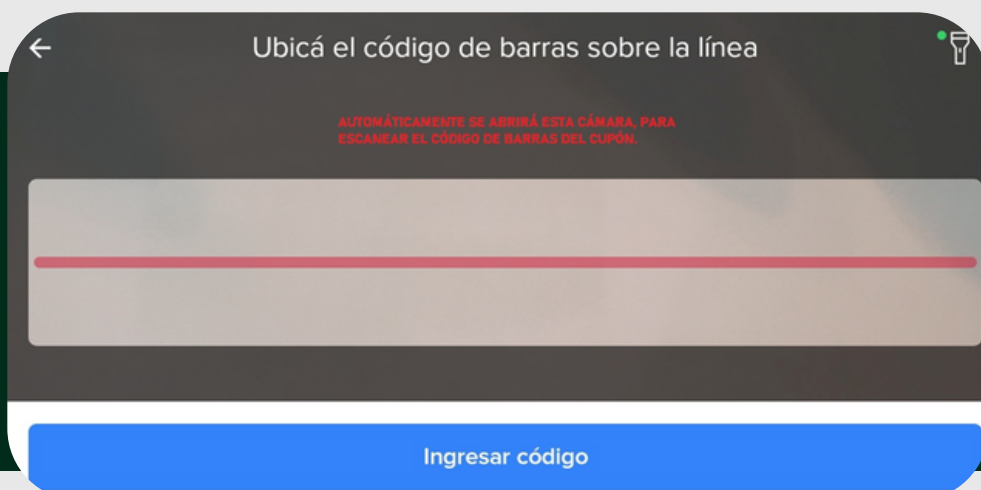 Ubicá el código de barras sobre la línea
AUTOMÁTICAMENTE SE ABRIRÁ ESTA CÁMARA, PARA
ESCANEAR EL CÓDIGO DE BARRAS DEL CUPÓN.
Ingresar código